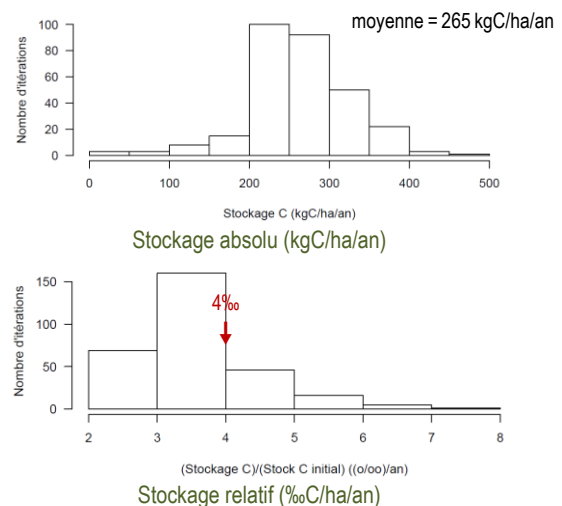 moyenne = 265 kgC/ha/an
Nombre d'itérations
100
80
60
40
20
0
0 100 200 300 400 500
Stockage C (kgC/ha/an)
Stockage absolu (kgC/ha/an)
Nombre d'itérations
150
100
50
0
4‰
2 3 4 5 6 7 8
(Stockage C)/(Stock C initial) ((o/oo)/an)
Stockage relatif (‰C/ha/an)